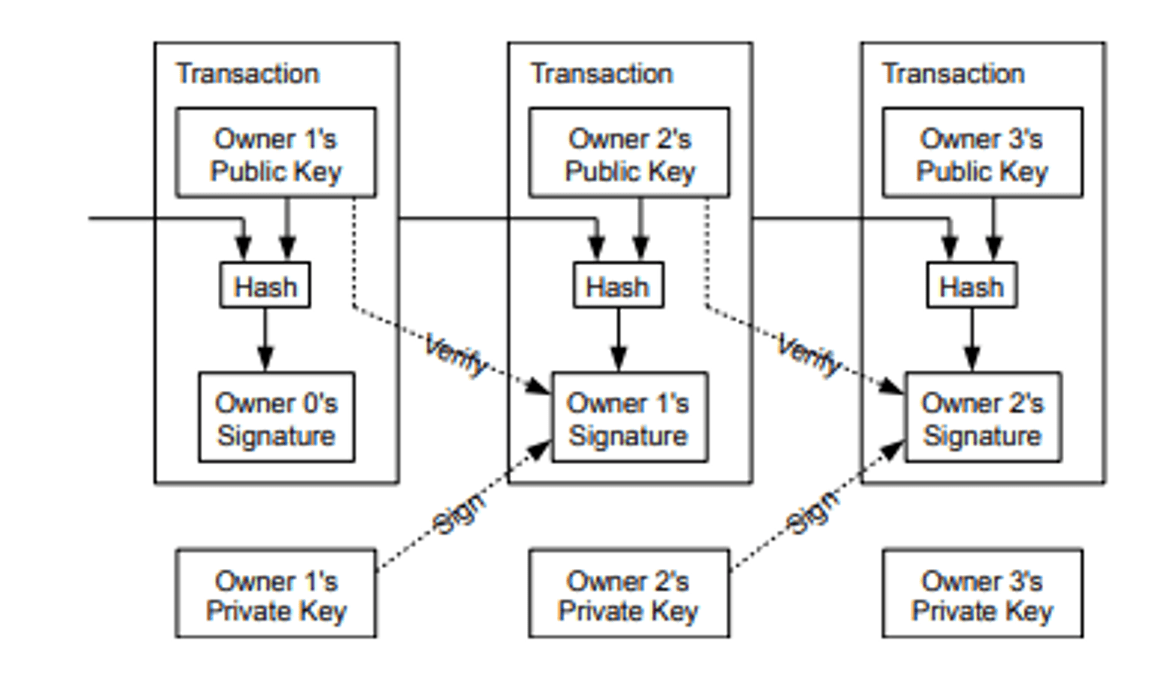 Transaction
Owner 1's
Public Key
Hash
Owner 0's
Signature
Transaction
Owner 2's
Public Key
Hash
Owner 1's
Signature
Transaction
Owner 3's
Public Key
Hash
Owner 2's
Signature
Verify
Verify
Sign
Sign
Owner 1's
Private Key
Owner 2's
Private Key
Owner 3's
Private Key